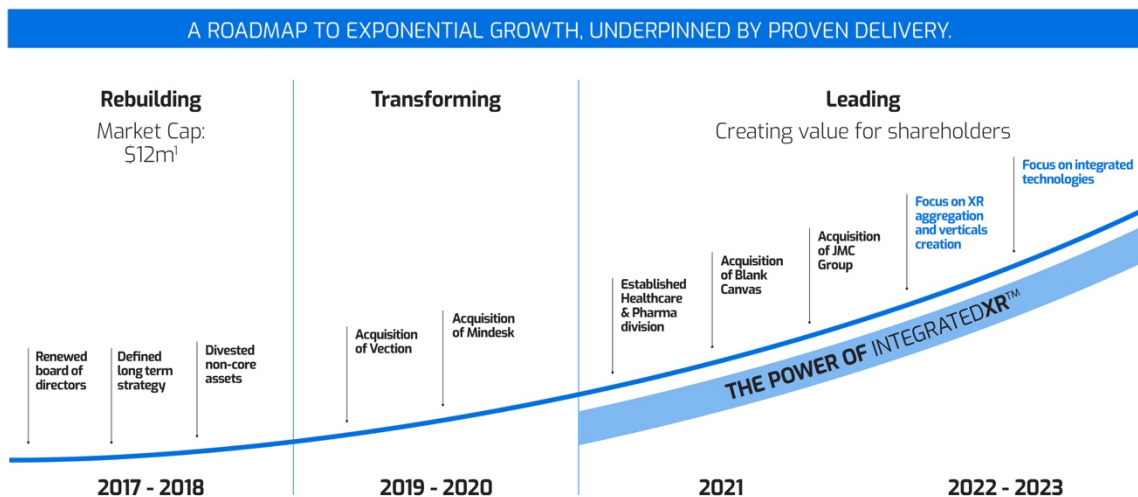 A ROADMAP TO EXPONENTIAL GROWTH, UNDERPINNED BY PROVEN DELIVERY.
Rebuilding
Market Cap:
$12m¹
Transforming
Leading
Creating value for shareholders
Renewed
board of
directors
Defined
long term
strategy
Divested
non-core
assets
Acquisition
of Vection
Acquisition
of Mindesk
Established
Healthcare
& Pharma
division
Acquisition
of Blank
Canvas
Acquisition
of JMC
Group
Focus on XR
aggregation
and verticals
creation
Focus on integrated
technologies
THE POWER OF INTEGRATEDXR™
2017 - 2018
2019 - 2020
2021
2022 - 2023